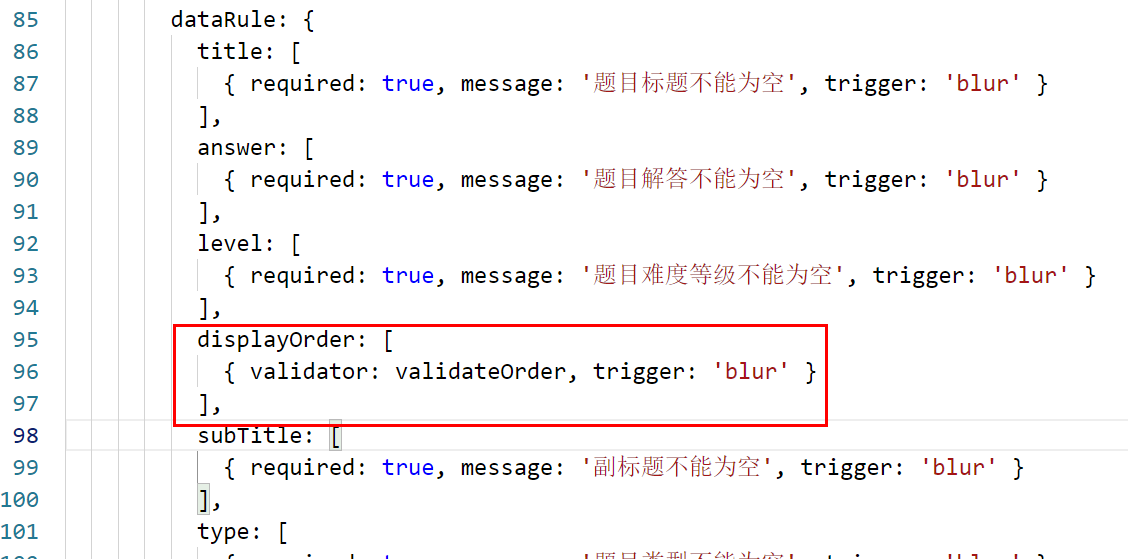 85 dataRule: {
86 title: [
87 { required: true, message: '题目标题不能为空', trigger: 'blur' }
88 ],
89 answer: [
90 { required: true, message: '题目解答不能为空', trigger: 'blur' }
91 ],
92 level: [
93 { required: true, message: '题目难度等级不能为空', trigger: 'blur' }
94 ],
95 displayOrder: [
96 { validator: validateOrder, trigger: 'blur' }
97 ],
98 subTitle: [
99 { required: true, message: '副标题不能为空', trigger: 'blur' }
100 ],
101 type: [